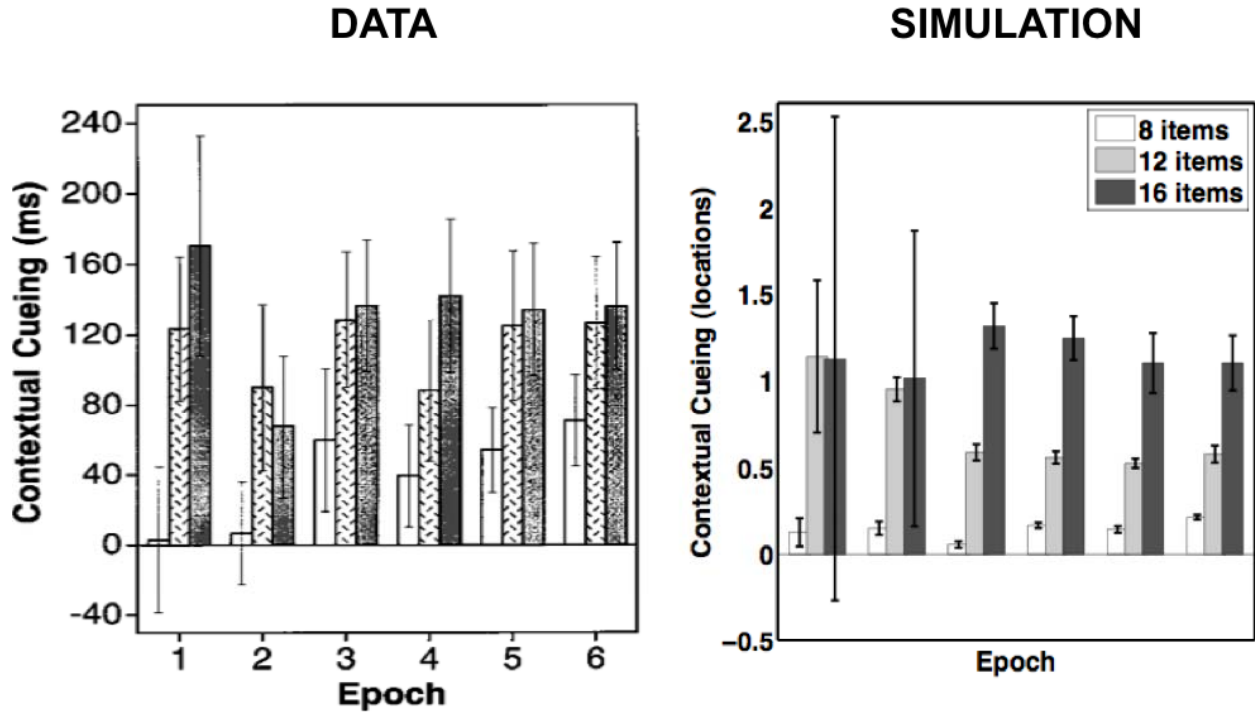 DATA
SIMULATION
Contextual Cueing (ms)
240
200
160
120
80
40
0
-40
1 2 3 4 5 6
Epoch
Contextual Cueing (locations)
2.5
2
1.5
1
0.5
0
−0.5
8 items
12 items
16 items
Epoch